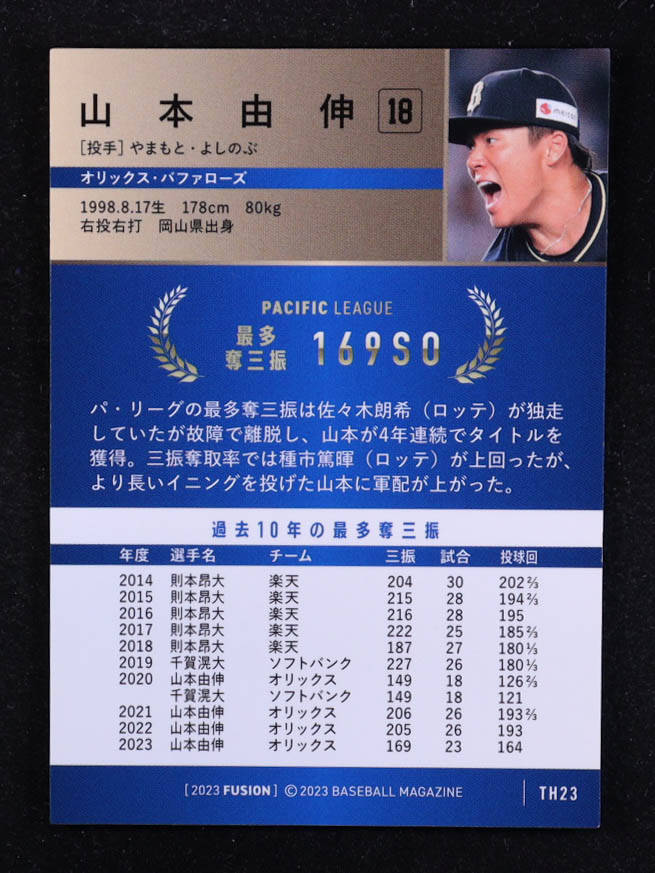 山本由伸 18
B
meitan
[投手] やまもと・よしのぶ
オリックス・バファローズ
1998.8.17生 178cm 80kg
右投右打 岡山県出身
PACIFIC LEAGUE
最多
奪三振 169SO
パ・リーグの最多奪三振は佐々木朗希（ロッテ）が独走
していたが故障で離脱し、山本が4年連続でタイトルを
獲得。三振奪取率では種市篤暉（ロッテ）が上回ったが、
より長いイニングを投げた山本に軍配が上がった。
過去10年の最多奪三振
年度 選手名 チーム 三振 試合 投球回
2014 則本昂大 楽天 204 30 202⅔
2015 則本昂大 楽天 215 28 194⅔
2016 則本昂大 楽天 216 28 195
2017 則本昂大 楽天 222 25 185⅔
2018 則本昂大 楽天 187 27 180⅓
2019 千賀滉大 ソフトバンク 227 26 180⅓
2020 山本由伸 オリックス 149 18 126⅔
千賀滉大 ソフトバンク 149 18 121
2021 山本由伸 オリックス 206 26 193⅔
2022 山本由伸 オリックス 205 26 193
2023 山本由伸 オリックス 169 23 164
[2023 FUSION] ©2023 BASEBALL MAGAZINE TH23